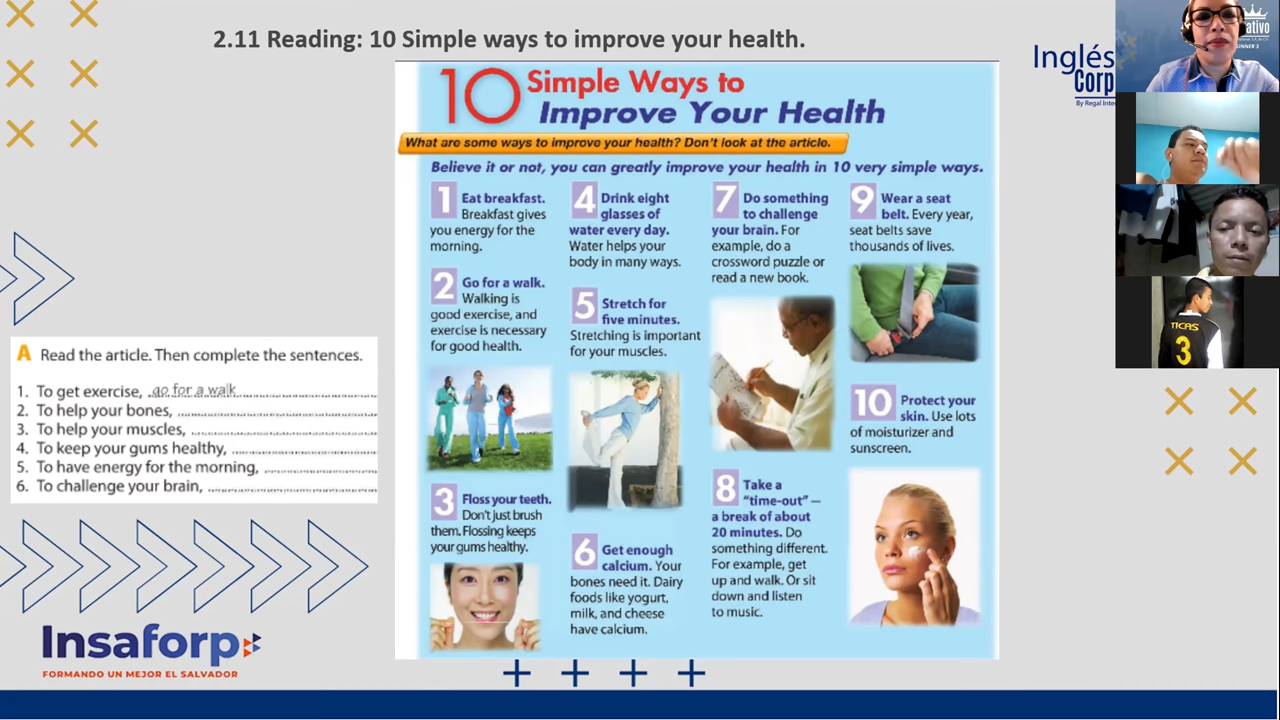 2.11 Reading: 10 Simple ways to improve your health.
10 Simple Ways to
Improve Your Health
What are some ways to improve your health? Don't look at the article.
Believe it or not, you can greatly improve your health in 10 very simple ways.
1 Eat breakfast.
Breakfast gives
you energy for the
morning.
2 Go for a walk.
Walking is
good exercise, and
exercise is necessary
for good health.
3 Floss your teeth.
Don't just brush
them. Flossing keeps
your gums healthy.
4 Drink eight
glasses of
water every day.
Water helps your
body in many ways.
5 Stretch for
five minutes.
Stretching is important
for your muscles.
6 Get enough
calcium. Your
bones need it. Dairy
foods like yogurt,
milk, and cheese
have calcium.
7 Do something
to challenge
your brain. For
example, do a
crossword puzzle or
read a new book.
8 Take a
"time-out" —
a break of about
20 minutes. Do
something different.
For example, get
up and walk. Or sit
down and listen
to music.
9 Wear a seat
belt. Every year,
seat belts save
thousands of lives.
10 Protect your
skin. Use lots
of moisturizer and
sunscreen.
A Read the article. Then complete the sentences.
1. To get exercise, go for a walk
2. To help your bones,
3. To help your muscles,
4. To keep your gums healthy,
5. To have energy for the morning,
6. To challenge your brain,
Insaforp
FORMANDO UN MEJOR EL SALVADOR
Inglés
Corp
By Regal
ativo
TICAS
3